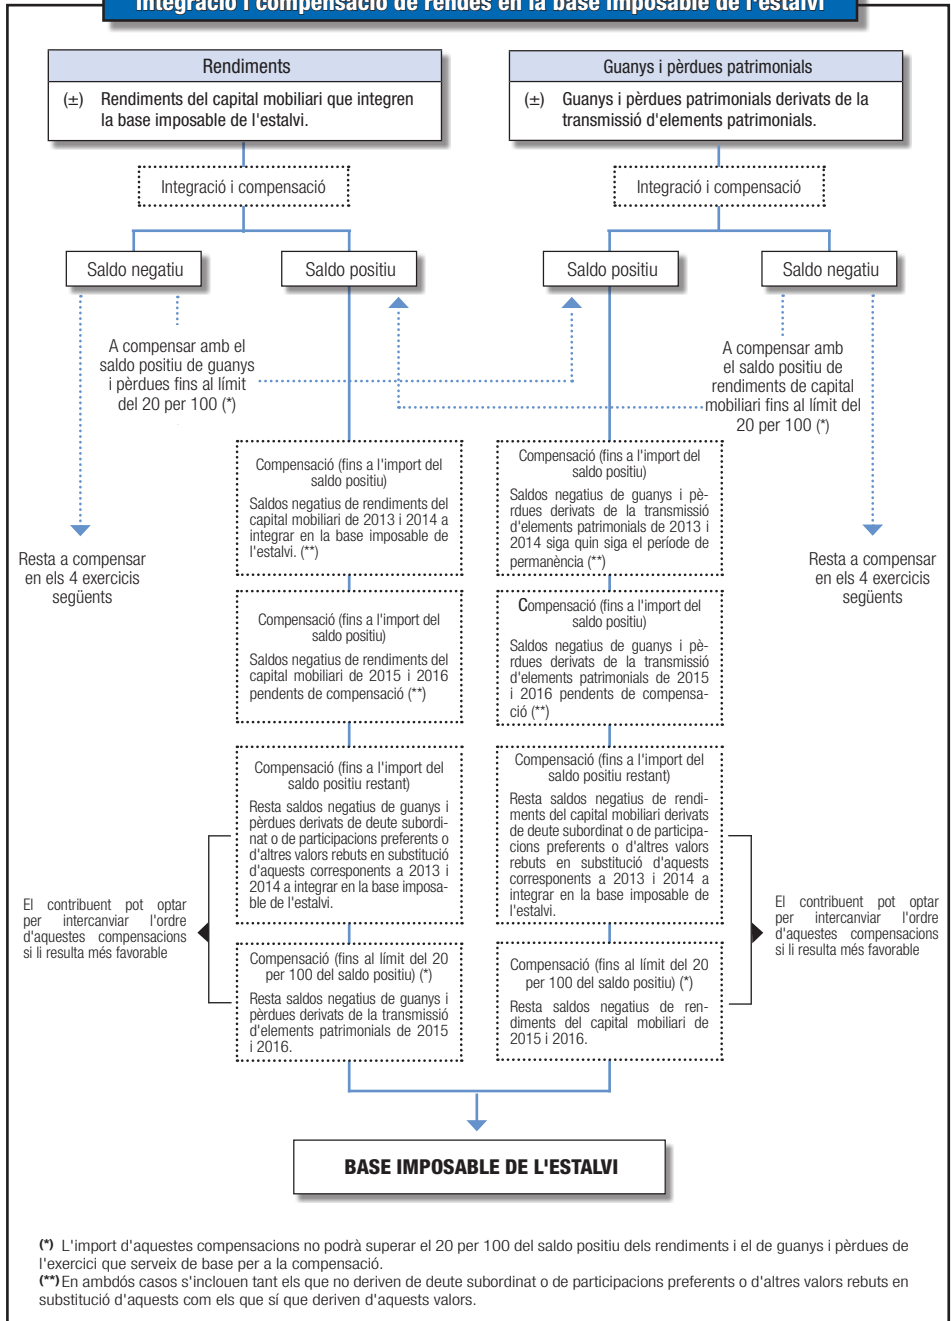 Integració i compensació de rendes en la base imposable de l'estalvi
Rendiments
(±) Rendiments del capital mobiliari que integren
la base imposable de l'estalvi.
Guanys i pèrdues patrimonials
(±) Guanys i pèrdues patrimonials derivats de la
transmissió d'elements patrimonials.
Integració i compensació
Integració i compensació
Saldo negatiu
Saldo positiu
Saldo positiu
Saldo negatiu
A compensar amb el
saldo positiu de guanys
i pèrdues fins al límit
del 20 per 100 (*)
A compensar amb
el saldo positiu de
rendiments de capital
mobiliari fins al límit del
20 per 100 (*)
Resta a compensar
en els 4 exercicis
següents
Compensació (fins a l'import del
saldo positiu)
Saldos negatius de rendiments del
capital mobiliari de 2013 i 2014 a
integrar en la base imposable de
l'estalvi. (**)
Compensació (fins a l'import del
saldo positiu)
Saldos negatius de guanys i pè-
rdues derivats de la transmissió
d'elements patrimonials de 2013 i
2014 siga quin siga el període de
permanència (**)
Resta a compensar
en els 4 exercicis
següents
Compensació (fins a l'import del
saldo positiu)
Saldos negatius de rendiments del
capital mobiliari de 2015 i 2016
pendents de compensació (**)
Compensació (fins a l'import del
saldo positiu)
Saldos negatius de guanys i pè-
rdues derivats de la transmissió
d'elements patrimonials de 2015
i 2016 pendents de compensa-
ció (**)
Compensació (fins a l'import del
saldo positiu restant)
Resta saldos negatius de guanys i
pèrdues derivats de deute subordi-
nat o de participacions preferents o
d'altres valors rebuts en substitució
d'aquests corresponents a 2013 i
2014 a integrar en la base imposa-
ble de l'estalvi.
Compensació (fins a l'import del
saldo positiu restant)
Resta saldos negatius de rendi-
ments del capital mobiliari derivats
de deute subordinat o de participa-
cions preferents o d'altres valors
rebuts en substitució d'aquests
corresponents a 2013 i 2014 a
integrar en la base imposable de
l'estalvi.
El contribuent pot optar
per intercanviar l'ordre
d'aquestes compensacions
si li resulta més favorable
El contribuent pot optar
per intercanviar l'ordre
d'aquestes compensacions
si li resulta més favorable
Compensació (fins al límit del 20
per 100 del saldo positiu) (*)
Resta saldos negatius de guanys i
pèrdues derivats de la transmissió
d'elements patrimonials de 2015
i 2016.
Compensació (fins al límit del 20
per 100 del saldo positiu) (*)
Resta saldos negatius de ren-
diments del capital mobiliari de
2015 i 2016.
BASE IMPOSABLE DE L'ESTALVI
(*) L'import d'aquestes compensacions no podrà superar el 20 per 100 del saldo positiu dels rendiments i el de guanys i pèrdues de
l'exercici que serveix de base per a la compensació.
(**) En ambdós casos s'inclouen tant els que no deriven de deute subordinat o de participacions preferents o d'altres valors rebuts en
substitució d'aquests com els que sí que deriven d'aquests valors.